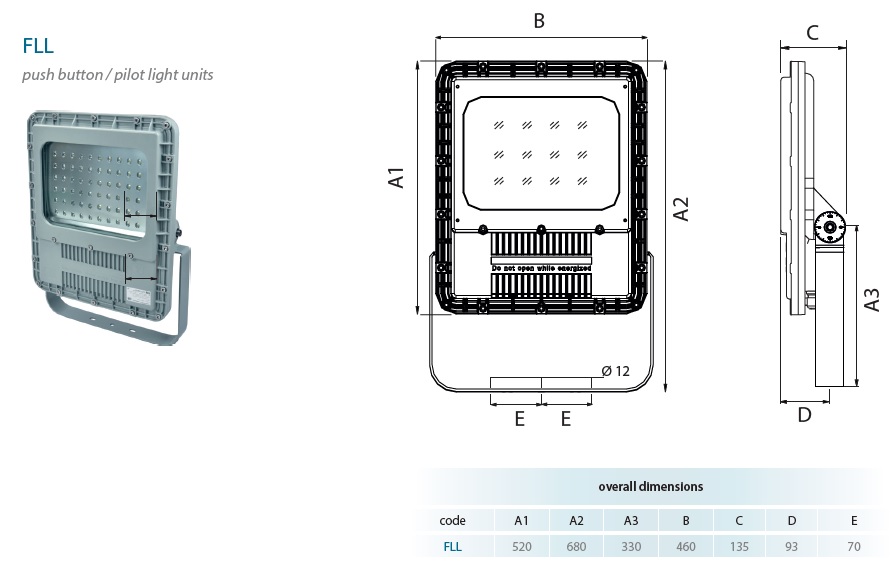 FLL
push button / pilot light units
B
C
A1
A2
A3
Do not open while energized
Ø 12
E E
D
overall dimensions
code A1 A2 A3 B C D E
FLL 520 680 330 460 135 93 70